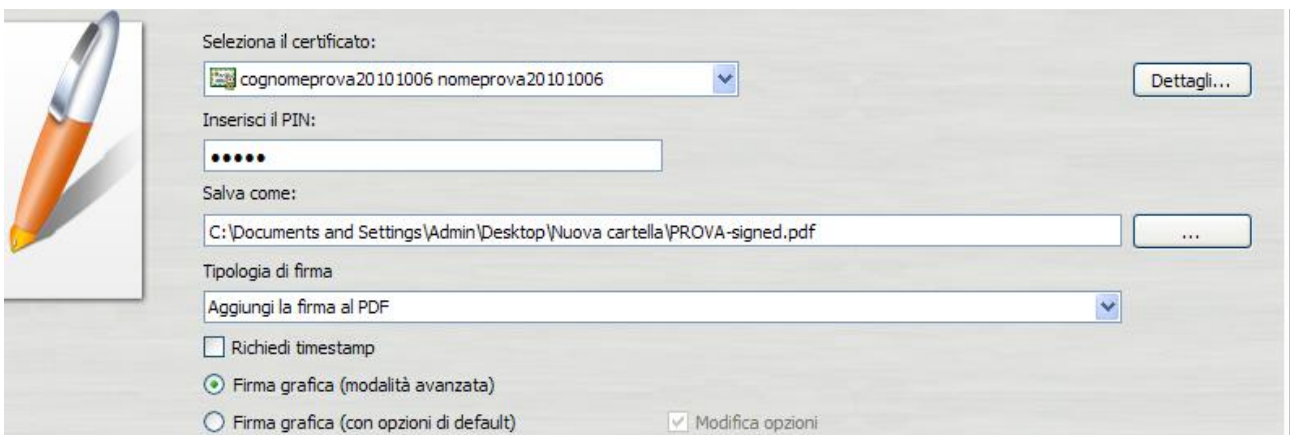 Seleziona il certificato:
cognomeprova20101006 nomeprova20101006
Dettagli...
Inserisci il PIN:
•••••
Salva come:
C:\Documents and Settings\Admin\Desktop\Nuova cartella\PROVA-signed.pdf
...
Tipologia di firma
Aggiungi la firma al PDF
Richiedi timestamp
Firma grafica (modalità avanzata)
Firma grafica (con opzioni di default)
Modifica opzioni